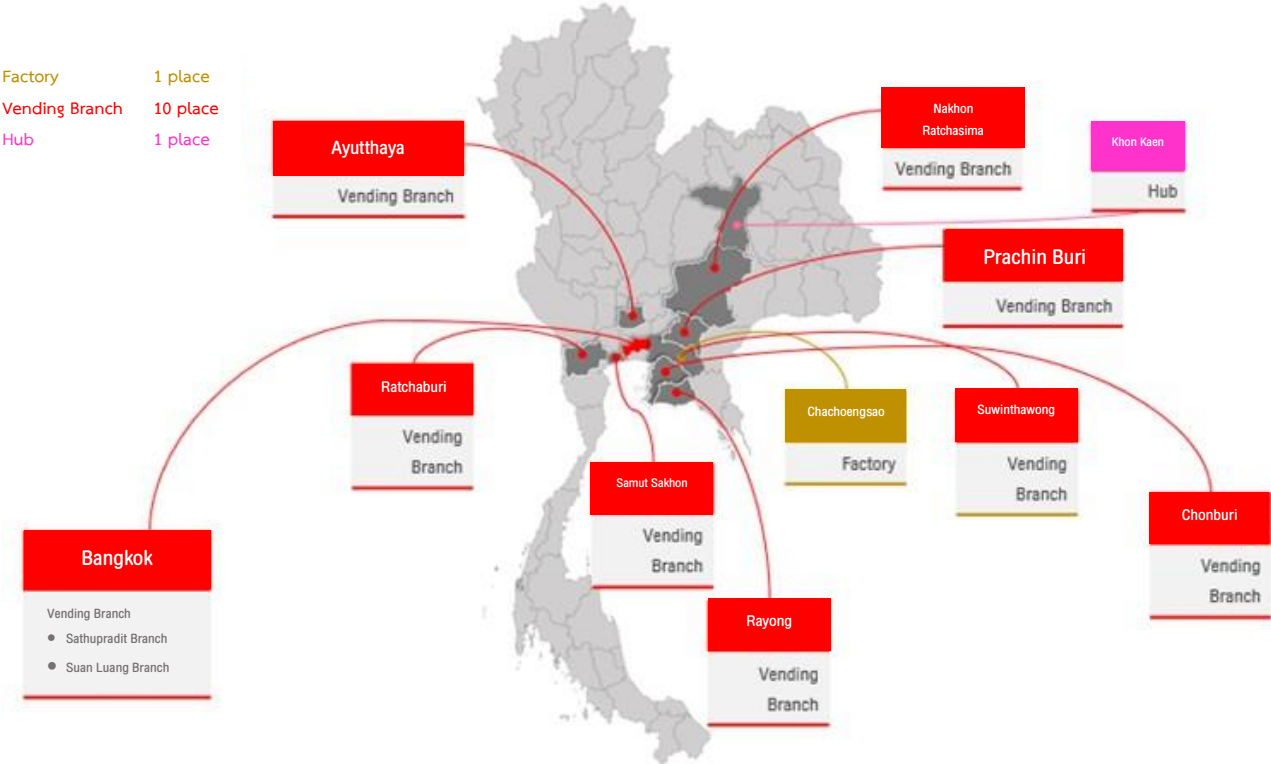 Factory 1 place
Vending Branch 10 place
Hub 1 place
Ayutthaya
Vending Branch
Nakhon
Ratchasima
Vending Branch
Khon Kaen
Hub
Prachin Buri
Vending Branch
Ratchaburi
Vending
Branch
Chachoengsao
Factory
Suwinthawong
Vending
Branch
Samut Sakhon
Vending
Branch
Chonburi
Vending
Branch
Bangkok
Vending Branch
• Sathupradit Branch
• Suan Luang Branch
Rayong
Vending
Branch